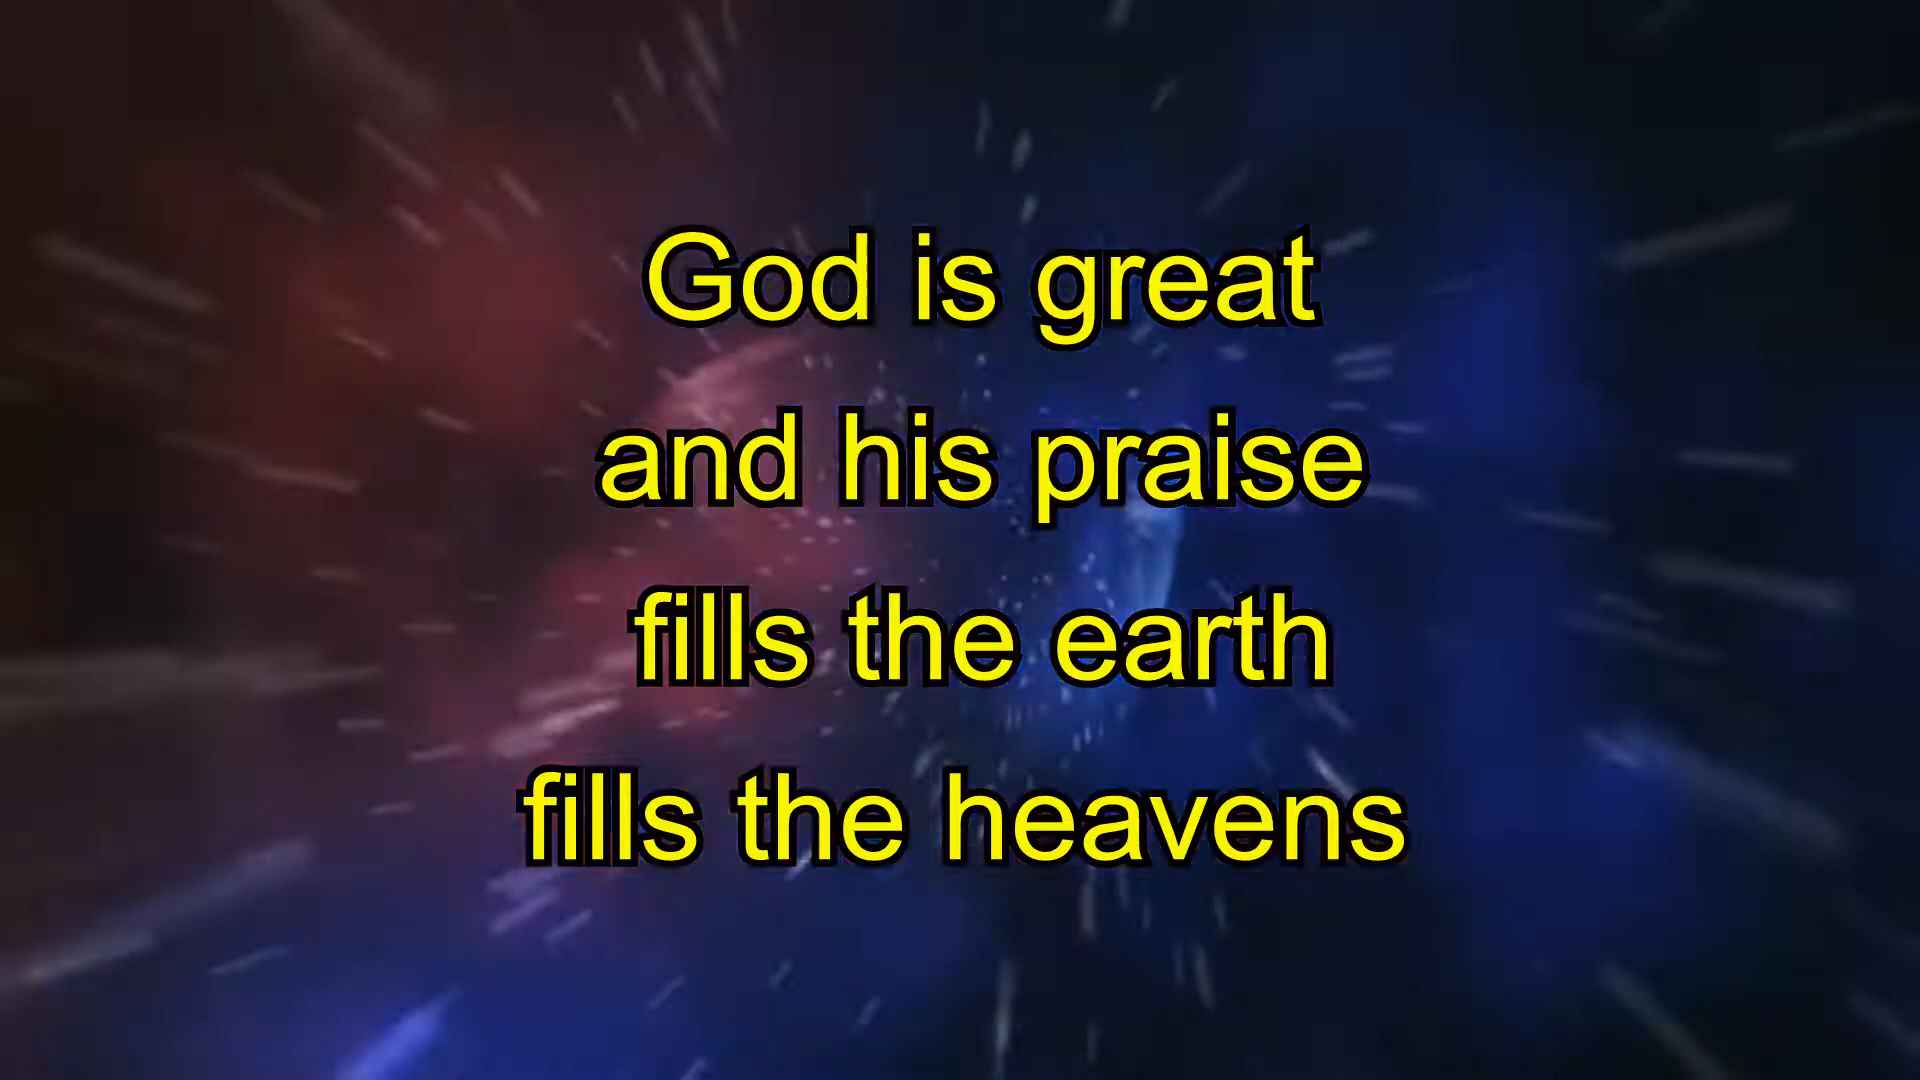 God is great
and his praise
fills the earth
fills the heavens